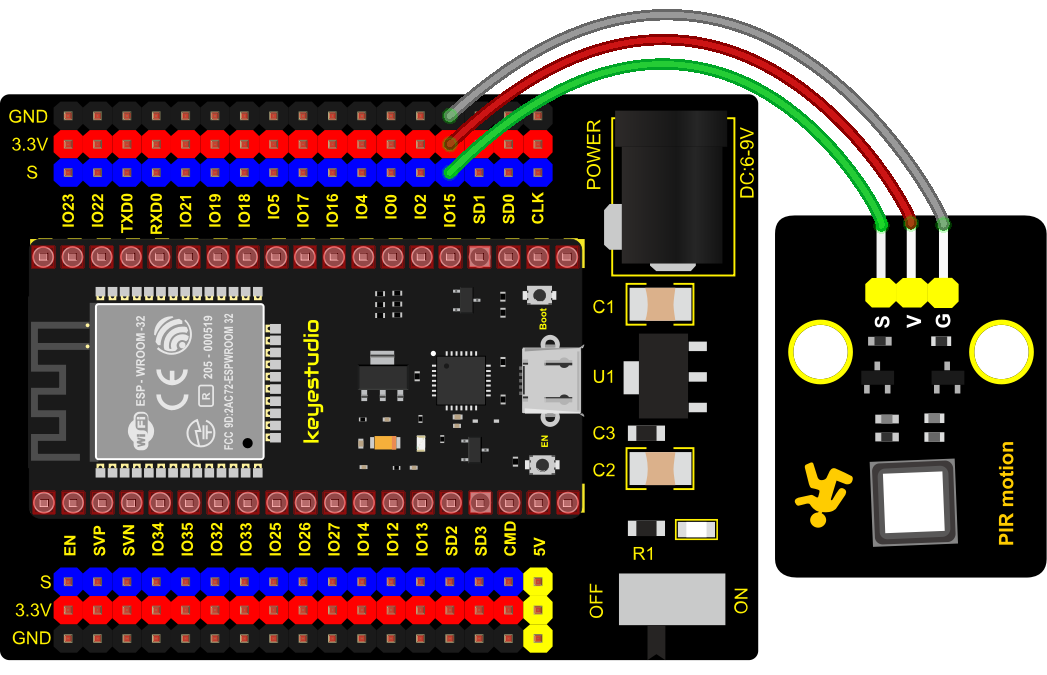 GND
3.3V
S
IO23
IO22
TXD0
RXD0
IO21
IO19
IO18
IO5
IO17
IO16
IO4
IO0
IO2
IO15
SD1
SD0
CLK
POWER
DC:6-9V
ESP - WROOM-32
WiFi
CE
R
205 - 000519
FCC 9D:2AC72-ESPWROOM 32
keyestudio
Boot
EN
C1
U1
C3
C2
R1
OFF
ON
EN
SVP
SVN
IO34
IO35
IO32
IO33
IO25
IO26
IO27
IO14
IO12
IO13
SD2
SD3
CMD
5V
S
3.3V
GND
S
V
G
PIR motion